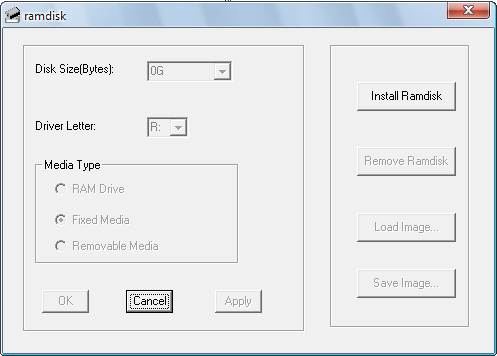 ramdisk
Disk Size(Bytes):
0G
Driver Letter:
R:
Media Type
RAM Drive
Fixed Media
Removable Media
OK
Cancel
Apply
Install Ramdisk
Remove Ramdisk
Load Image...
Save Image...